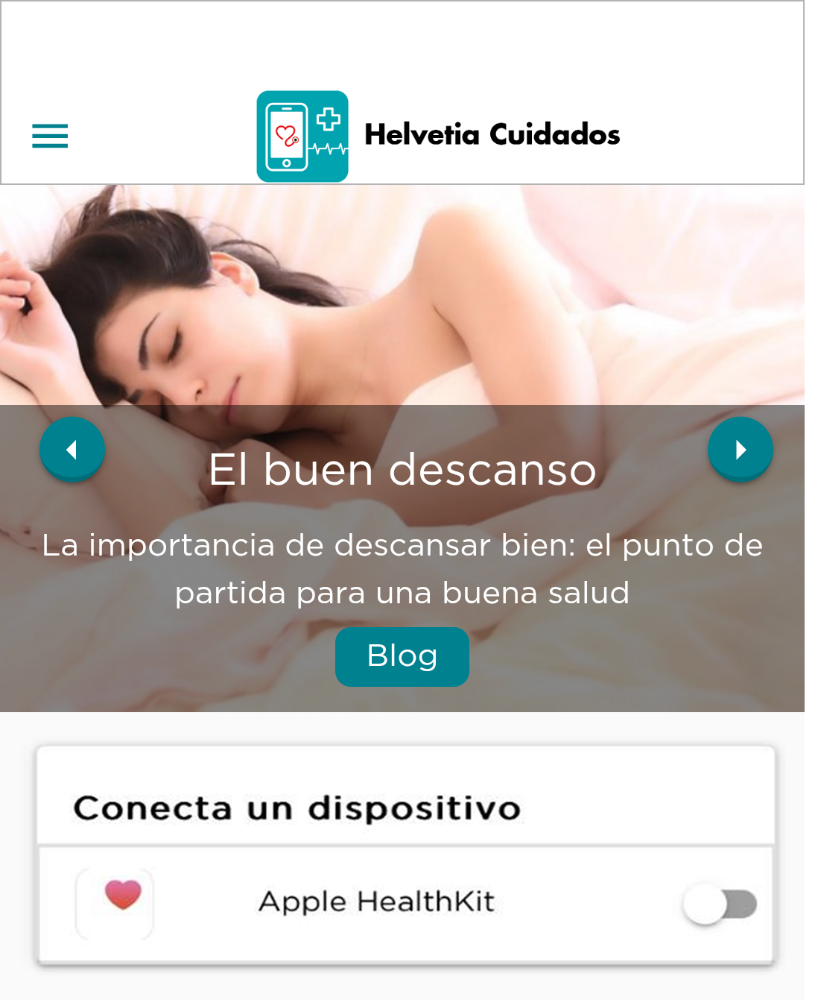 Helvetia Cuidados
El buen descanso
La importancia de descansar bien: el punto de
partida para una buena salud
Blog
Conecta un dispositivo
Apple HealthKit